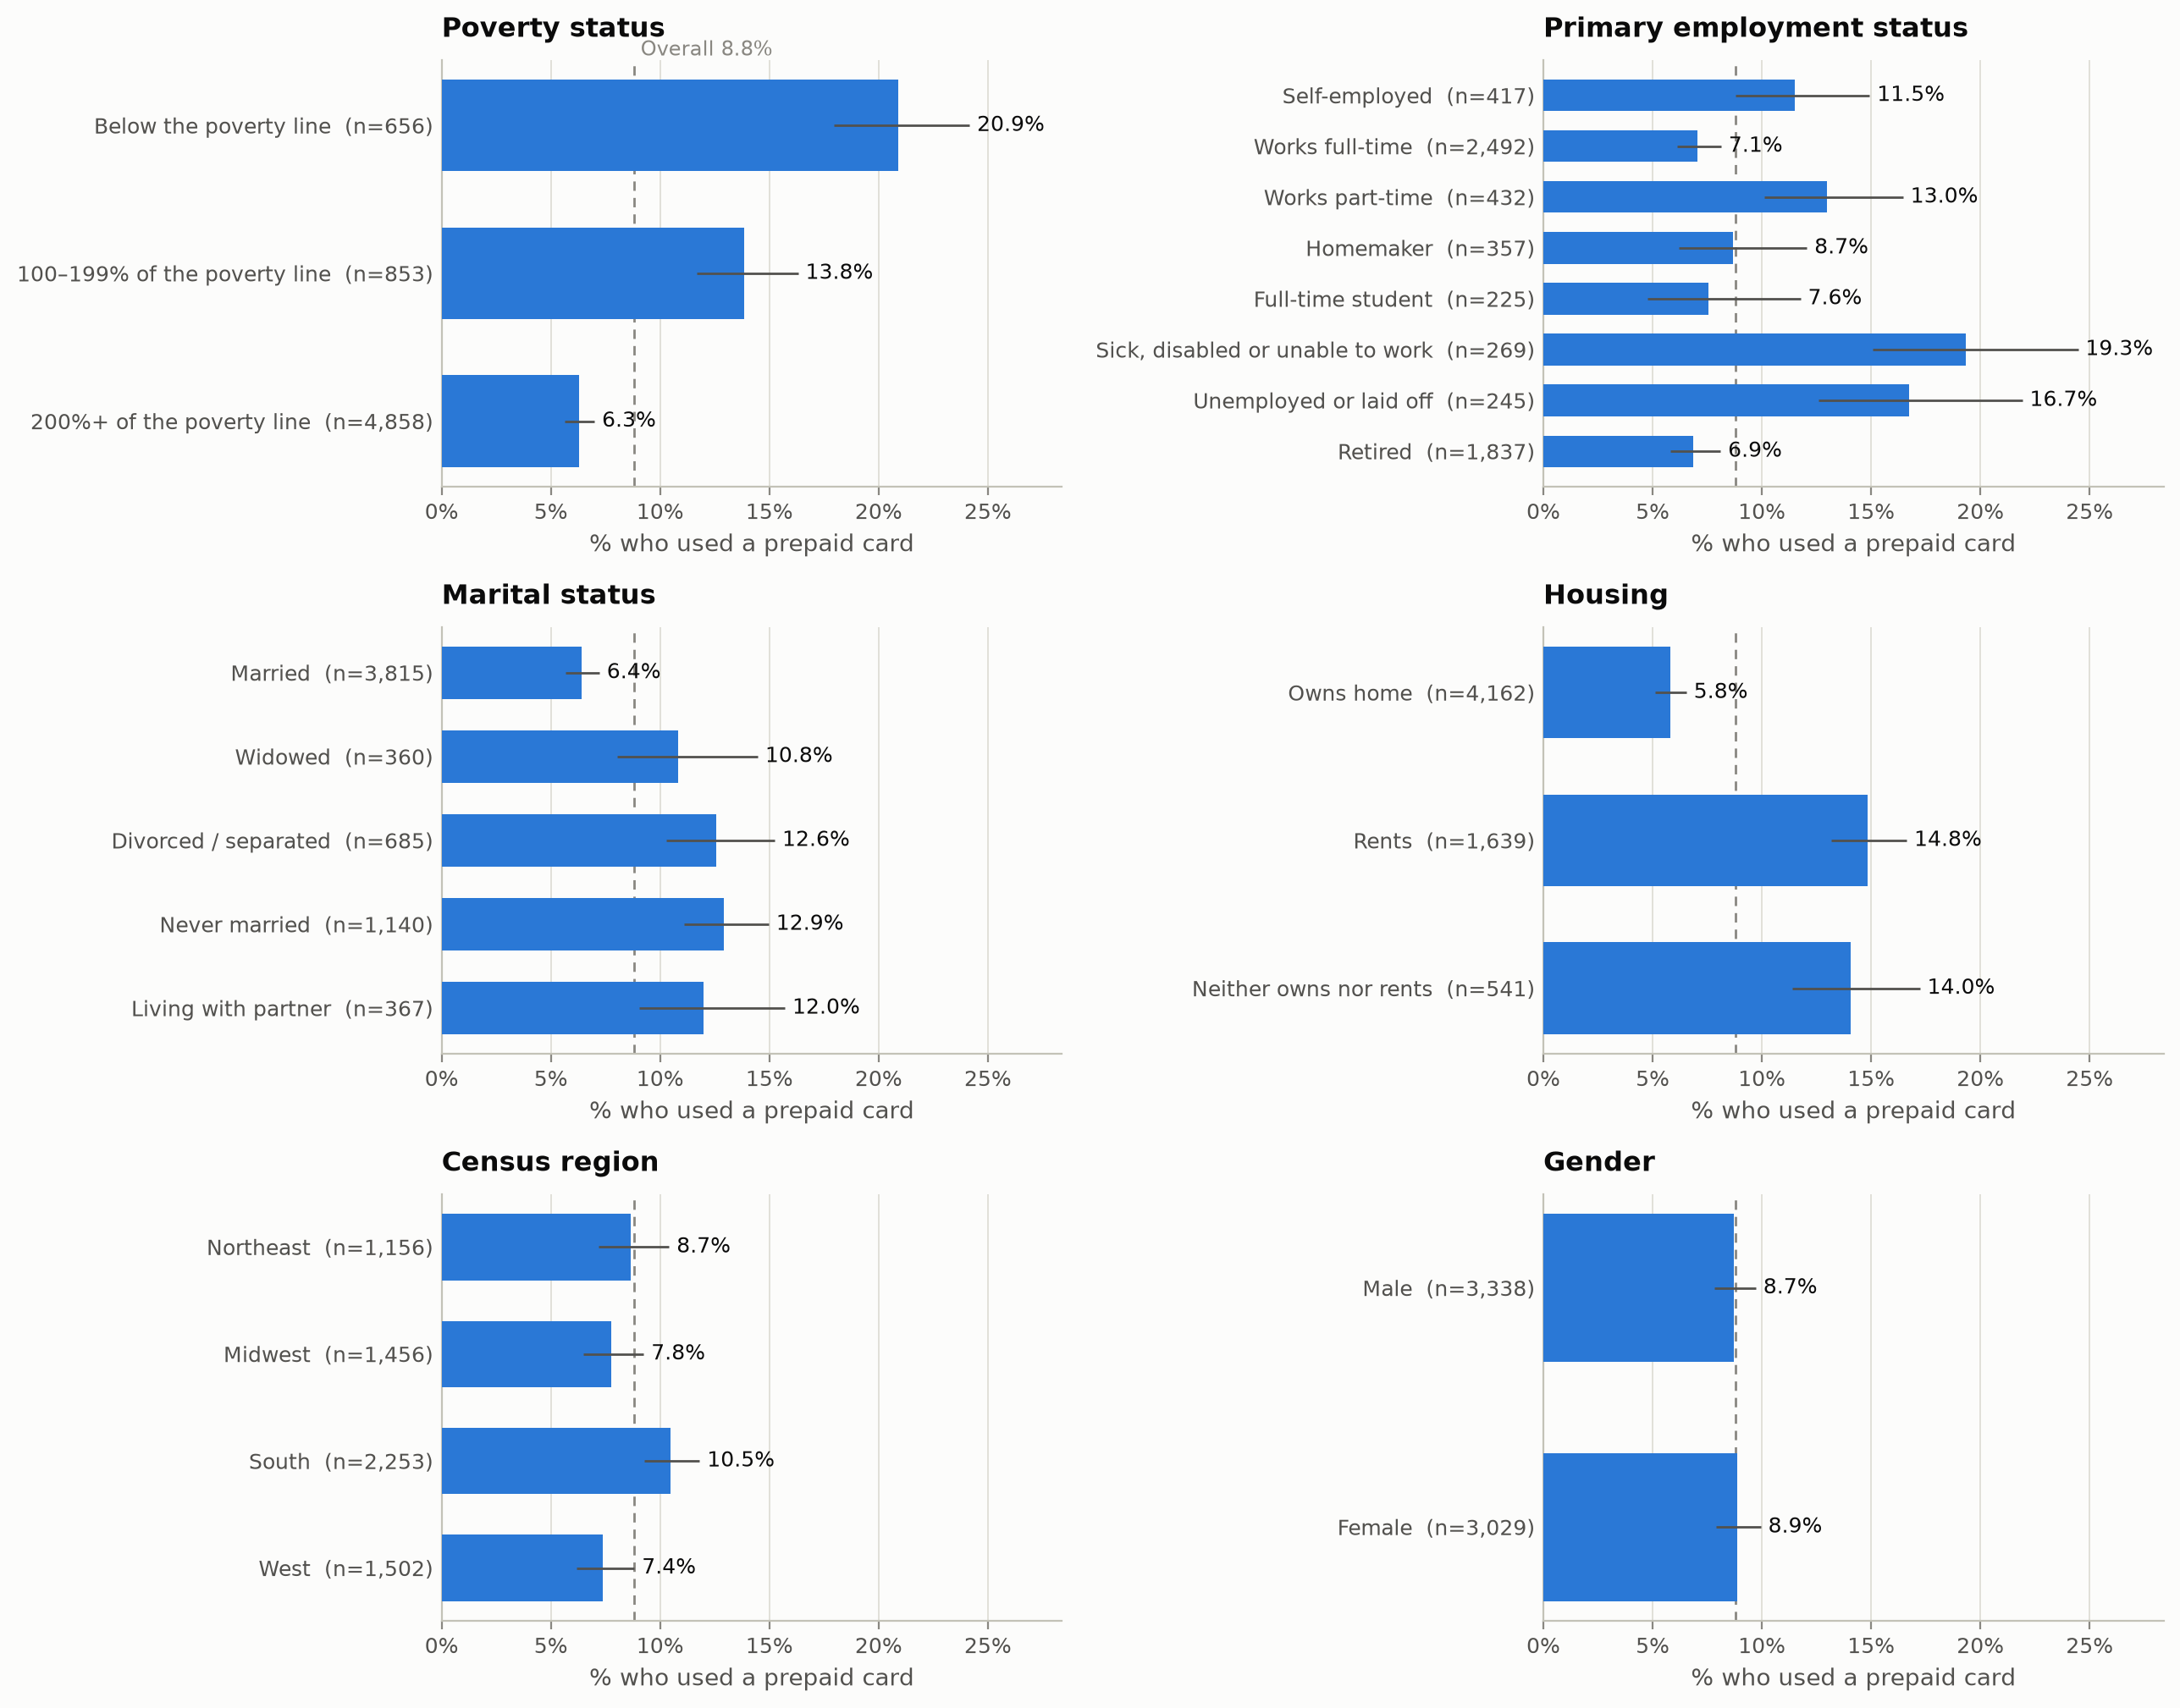 Poverty status
Overall 8.8%
Below the poverty line (n=656)
20.9%
100–199% of the poverty line (n=853)
13.8%
200%+ of the poverty line (n=4,858)
6.3%
0% 5% 10% 15% 20% 25%
% who used a prepaid card
Primary employment status
Self-employed (n=417)
11.5%
Works full-time (n=2,492)
7.1%
Works part-time (n=432)
13.0%
Homemaker (n=357)
8.7%
Full-time student (n=225)
7.6%
Sick, disabled or unable to work (n=269)
19.3%
Unemployed or laid off (n=245)
16.7%
Retired (n=1,837)
6.9%
0% 5% 10% 15% 20% 25%
% who used a prepaid card
Marital status
Married (n=3,815)
6.4%
Widowed (n=360)
10.8%
Divorced / separated (n=685)
12.6%
Never married (n=1,140)
12.9%
Living with partner (n=367)
12.0%
0% 5% 10% 15% 20% 25%
% who used a prepaid card
Housing
Owns home (n=4,162)
5.8%
Rents (n=1,639)
14.8%
Neither owns nor rents (n=541)
14.0%
0% 5% 10% 15% 20% 25%
% who used a prepaid card
Census region
Northeast (n=1,156)
8.7%
Midwest (n=1,456)
7.8%
South (n=2,253)
10.5%
West (n=1,502)
7.4%
0% 5% 10% 15% 20% 25%
% who used a prepaid card
Gender
Male (n=3,338)
8.7%
Female (n=3,029)
8.9%
0% 5% 10% 15% 20% 25%
% who used a prepaid card